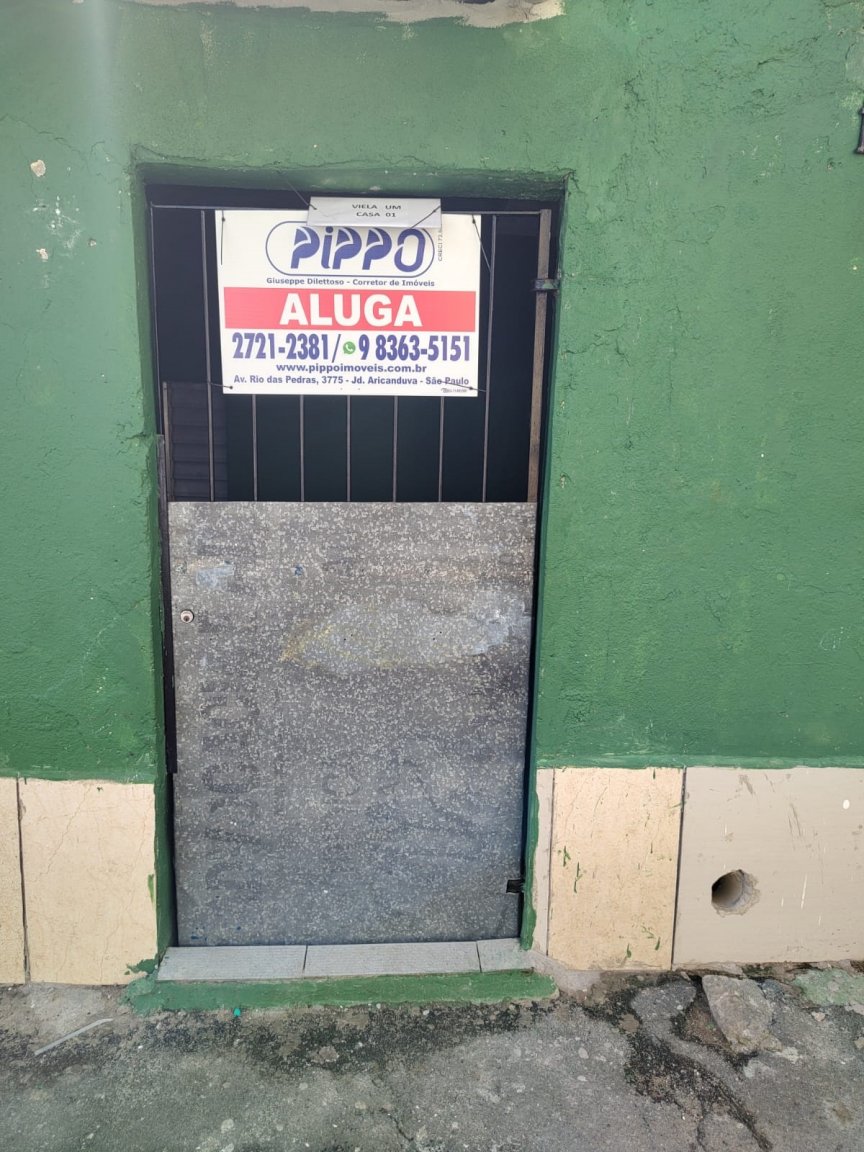 VIELA UM
CASA 01
PiPPO
Giuseppe Dilettoso - Corretor de Imóveis
ALUGA
2721-2381/ 9 8363-5151
www.pippoimoveis.com.br
Av. Rio das Pedras, 3775 - Jd. Aricanduva - São Paulo